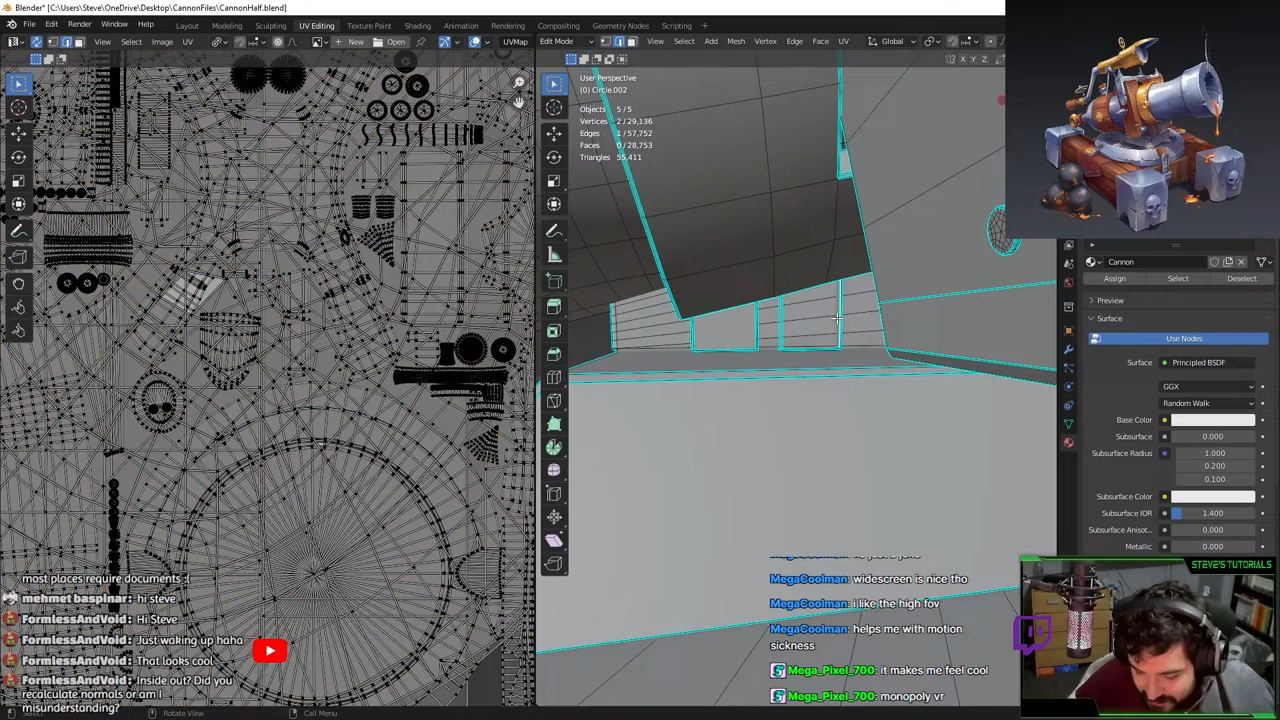 Blender* [C:\Users\Steve\OneDrive\Desktop\CannonFiles\CannonHalf.blend]
File Edit Render Window Help Layout Modeling Sculpting UV Editing Texture Paint Shading Animation Rendering Compositing Geometry Nodes Scripting +
View Select Image UV New Open UVMap
Edit Mode View Select Add Mesh Vertex Edge Face UV Global
X Y Z
User Perspective
(0) Circle.002
Objects 5/5
Vertices 2/29,136
Edges 1/57,752
Faces 0/28,753
Triangles 55,411
Cannon
Assign Select Deselect
Preview
Surface
Use Nodes
Surface Principled BSDF
GGX
Random Walk
Base Color
Subsurface 0.000
Subsurface Radius 1.000
0.200
0.100
Subsurface Color
Subsurface IOR 1.400
Subsurface Anisot.. 0.000
Metallic 0.000
STEVE'S TUTORIALS
most places require documents :(
mehmet baspinar: hi steve
FormlessAndVoid: Hi Steve
FormlessAndVoid: Just waking up haha
FormlessAndVoid: That looks cool
FormlessAndVoid: Inside out? Did you
recalculate normals or am I
misunderstanding?
MegaCoolman: widescreen is nice tho
MegaCoolman: i like the high fov
MegaCoolman: helps me with motion
sickness
Mega_Pixel_700: it makes me feel cool
Mega_Pixel_700: monopoly vr
Select Rotate View Call Menu